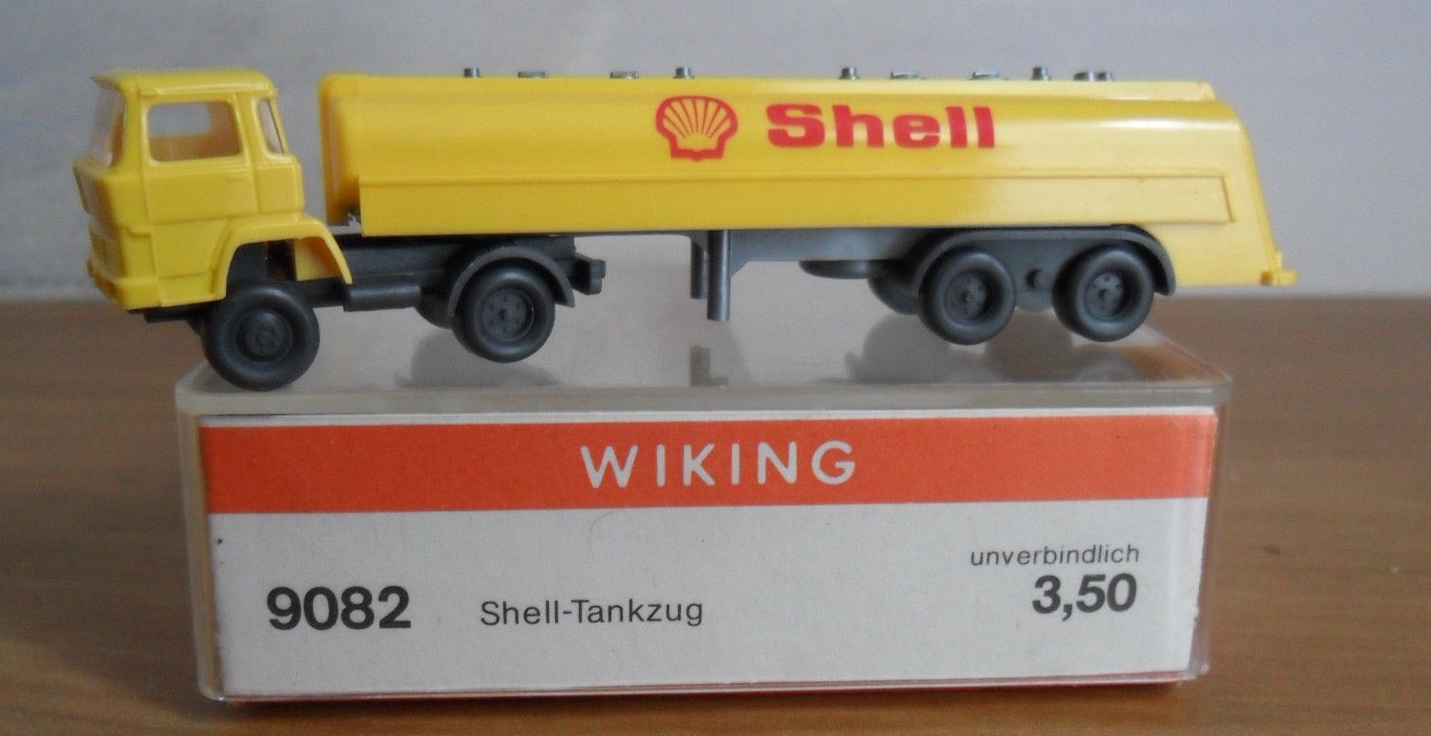 Shell
WIKING
unverbindlich
9082 Shell-Tankzug 3,50